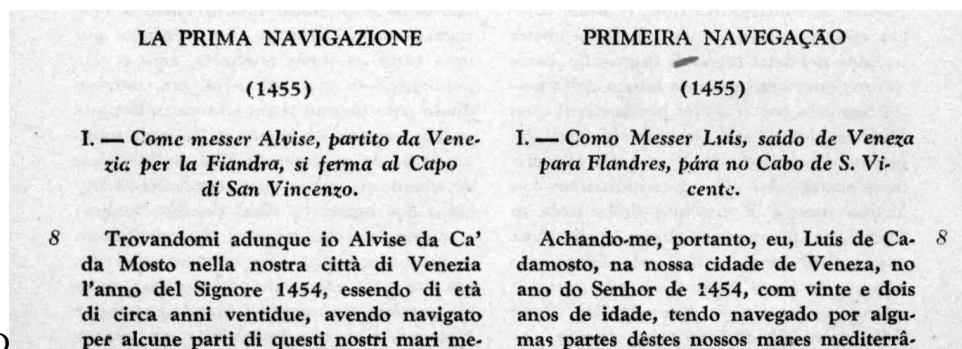 LA PRIMA NAVIGAZIONE
(1455)
I. — Come messer Alvise, partito da Vene-
zia per la Fiandra, si ferma al Capo
di San Vincenzo.
8 Trovandomi adunque io Alvise da Ca'
da Mosto nella nostra città di Venezia
l'anno del Signore 1454, essendo di età
di circa anni ventidue, avendo navigato
per alcune parti di questi nostri mari me-
PRIMEIRA NAVEGAÇÃO
(1455)
I. — Como Messer Luís, saído de Veneza
para Flandres, pára no Cabo de S. Vi-
cente.
Achando-me, portanto, eu, Luís de Ca- 8
damosto, na nossa cidade de Veneza, no
ano do Senhor de 1454, com vinte e dois
anos de idade, tendo navegado por algu-
mas partes dêstes nossos mares mediterrâ-